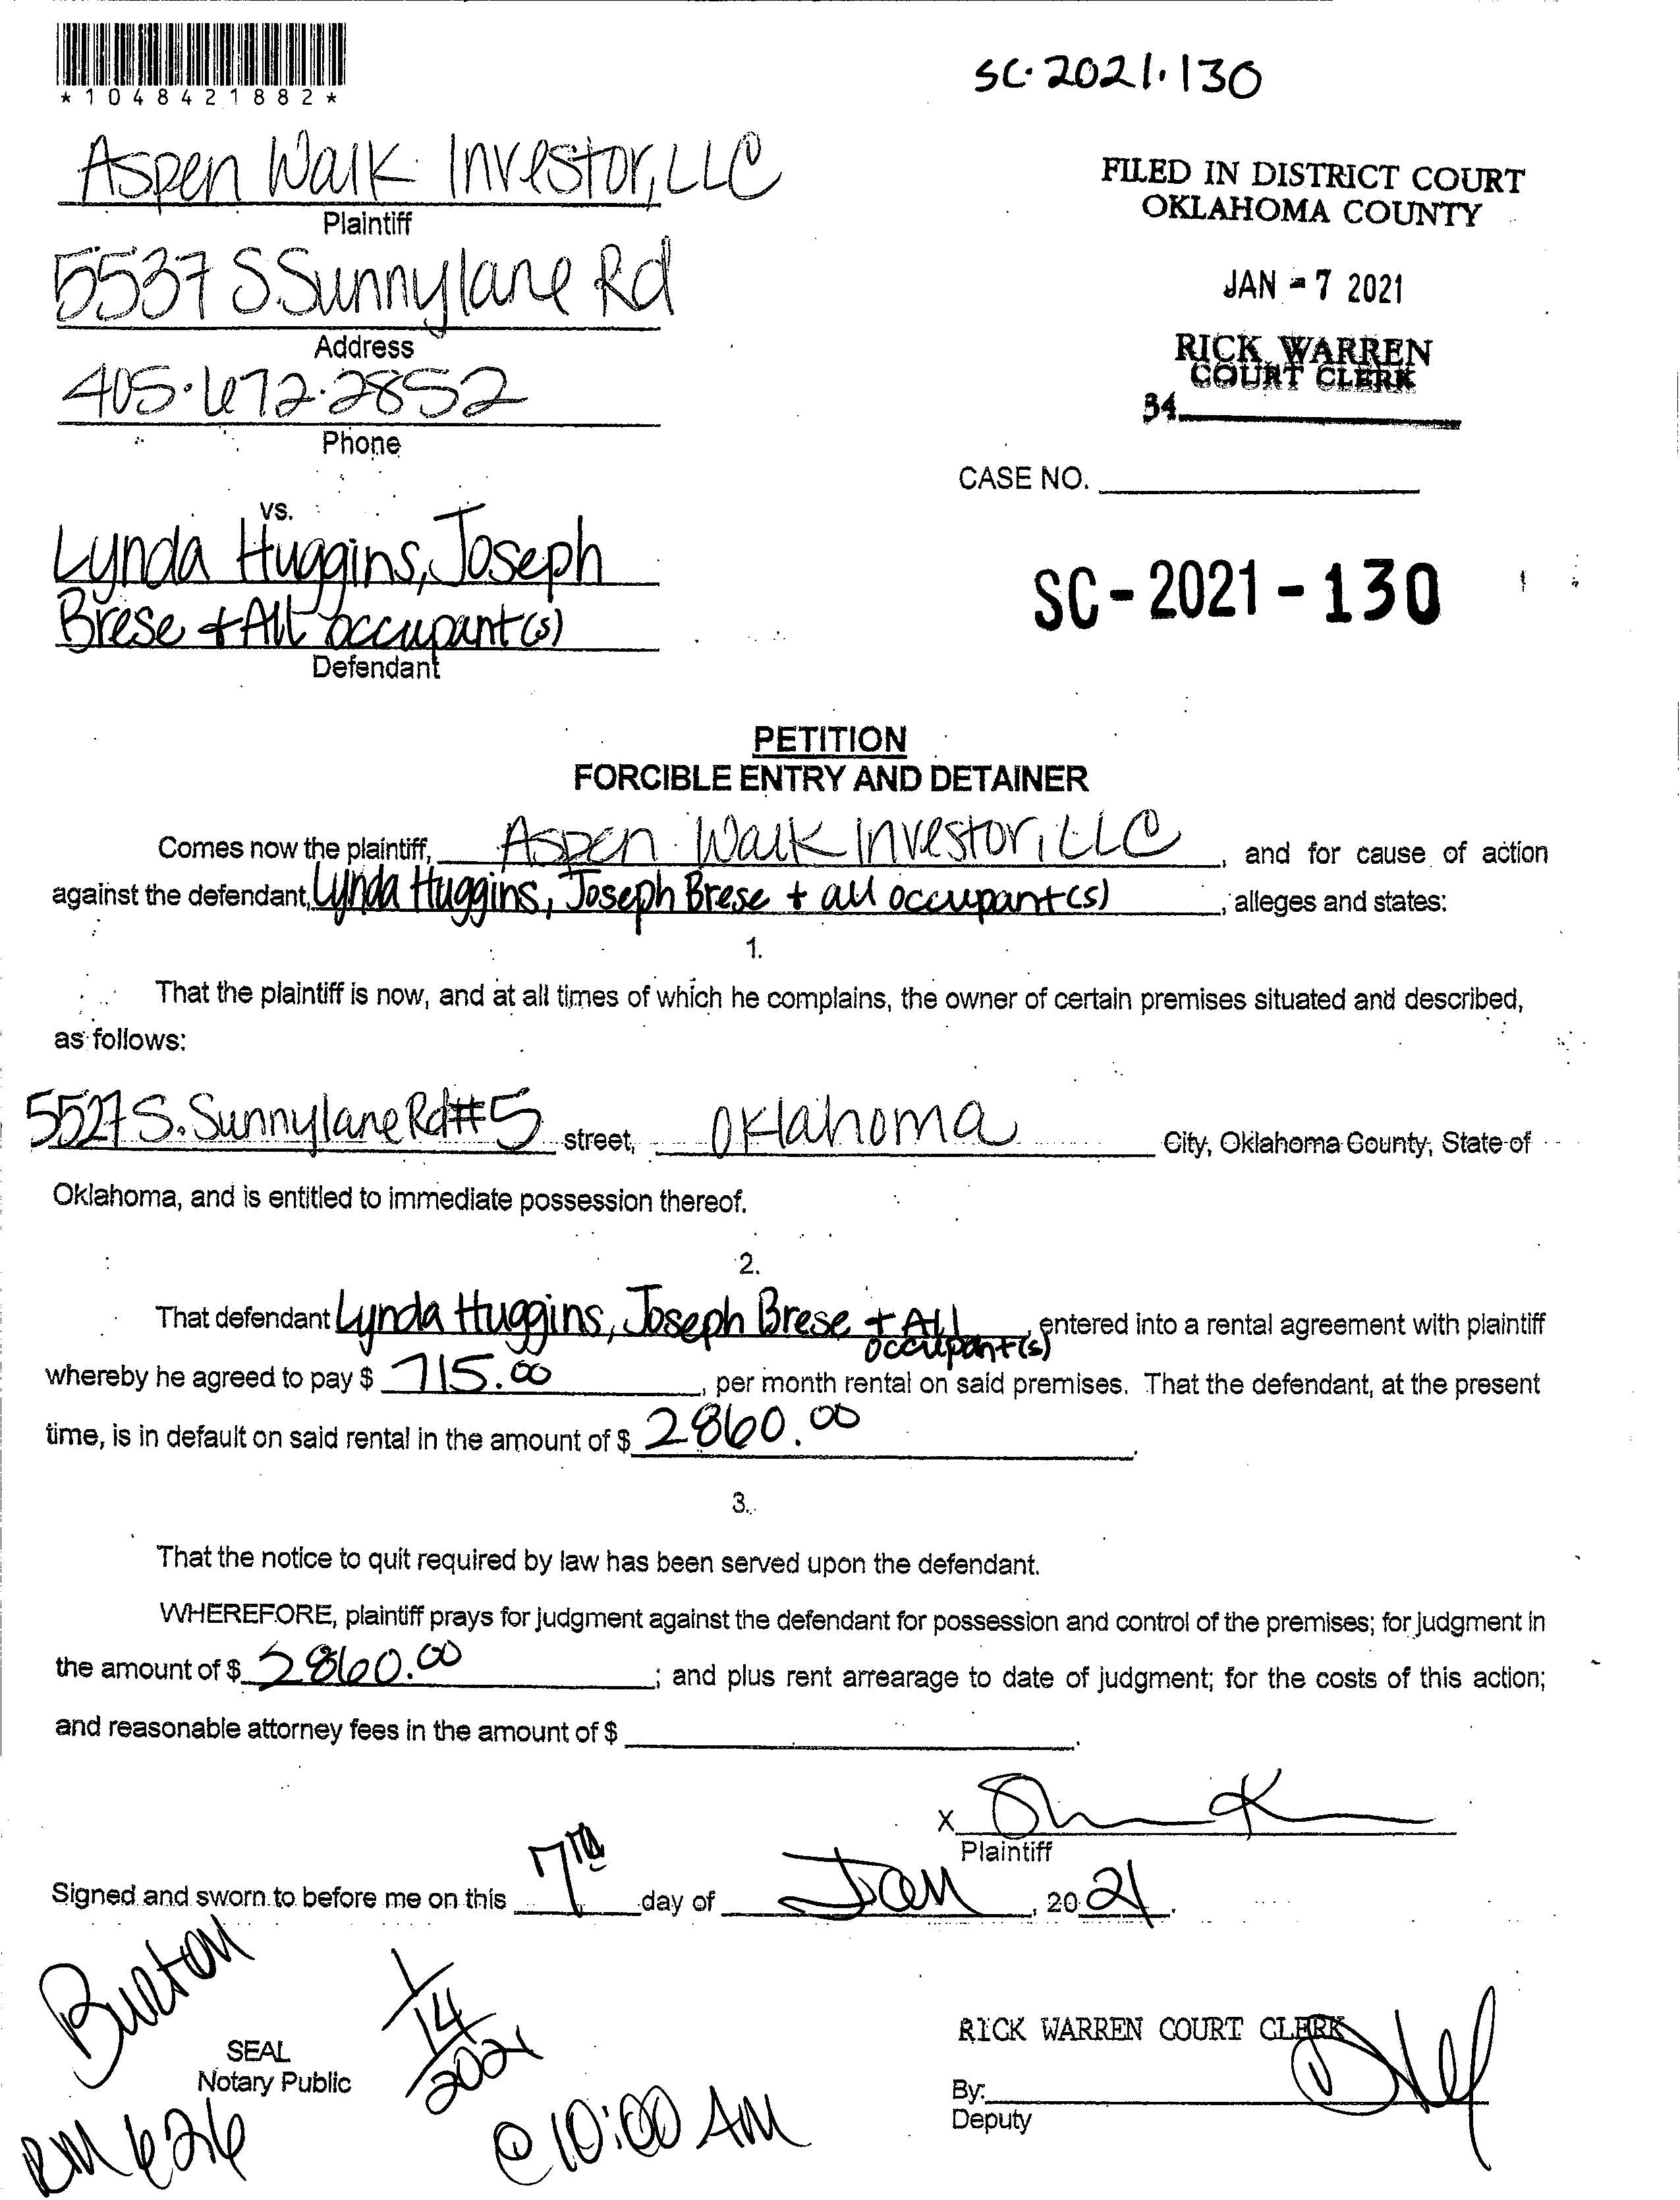 *1048421882*
SC·2021·130
Aspen Walk Investor, LLC
Plaintiff
5537 S Sunnylane Rd
Address
405·672·2852
Phone
FILED IN DISTRICT COURT
OKLAHOMA COUNTY
JAN - 7 2021
RICK WARREN
COURT CLERK
34
CASE NO.
vs.
Lynda Huggins, Joseph
Brese + All occupant(s)
Defendant
SC - 2021 - 130
PETITION
FORCIBLE ENTRY AND DETAINER
Comes now the plaintiff, Aspen Walk Investor, LLC, and for cause of action
against the defendant, Lynda Huggins, Joseph Brese + all occupant(s), alleges and states:
1.
That the plaintiff is now, and at all times of which he complains, the owner of certain premises situated and described,
as follows:
5527 S. Sunnylane Rd #5 street, Oklahoma City, Oklahoma County, State of
Oklahoma, and is entitled to immediate possession thereof.
2.
That defendant Lynda Huggins, Joseph Brese + All occupant(s), entered into a rental agreement with plaintiff
whereby he agreed to pay $ 715.00, per month rental on said premises. That the defendant, at the present
time, is in default on said rental in the amount of $ 2860.00.
3.
That the notice to quit required by law has been served upon the defendant.
WHEREFORE, plaintiff prays for judgment against the defendant for possession and control of the premises; for judgment in
the amount of $ 2860.00; and plus rent arrearage to date of judgment; for the costs of this action;
and reasonable attorney fees in the amount of $
X
Plaintiff
Signed and sworn to before me on this 7th day of Jan, 2021.
Burton
1/14/2021
SEAL
Notary Public
RM 626
@ 10:00 AM
RICK WARREN COURT CLERK
By:
Deputy